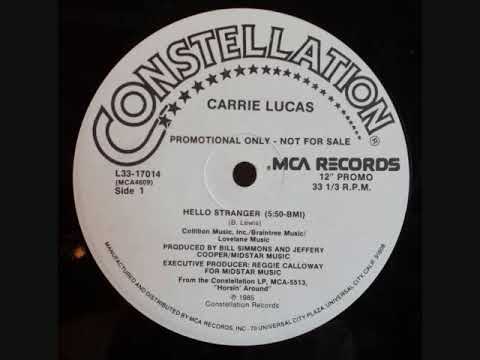 CONSTELLATION
®
CARRIE LUCAS
PROMOTIONAL ONLY - NOT FOR SALE
L33-17014
(MCA4609)
Side 1
MCA RECORDS
12" PROMO
33 1/3 R.P.M.
HELLO STRANGER (5:50-BMI)
(B. Lewis)
Cotillion Music, Inc./Braintree Music/
Lovelane Music
PRODUCED BY BILL SIMMONS AND JEFFERY
COOPER/MIDSTAR MUSIC
EXECUTIVE PRODUCER: REGGIE CALLOWAY
FOR MIDSTAR MUSIC
From the Constellation LP, MCA-5513,
"Horsin' Around"
℗ 1985
Constellation Records
MANUFACTURED AND DISTRIBUTED BY MCA RECORDS, INC. 70 UNIVERSAL CITY PLAZA, UNIVERSAL CITY, CALIF. 91608